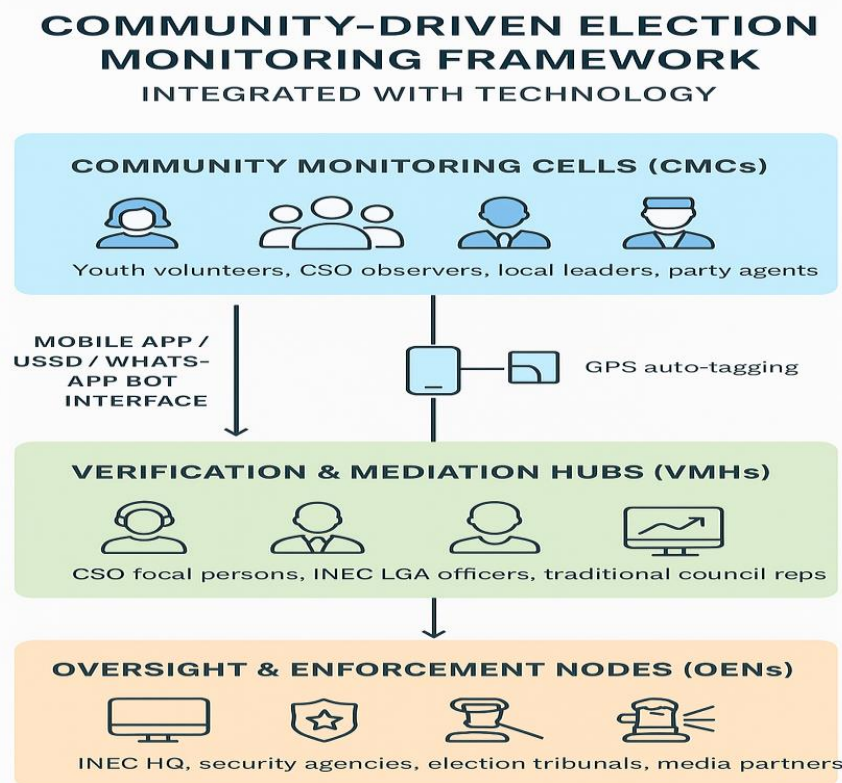 COMMUNITY-DRIVEN ELECTION
MONITORING FRAMEWORK
INTEGRATED WITH TECHNOLOGY
COMMUNITY MONITORING CELLS (CMCs)
Youth volunteers, CSO observers, local leaders, party agents
MOBILE APP /
USSD / WHATS-
APP BOT
INTERFACE
GPS auto-tagging
VERIFICATION & MEDIATION HUBS (VMHs)
CSO focal persons, INEC LGA officers, traditional council reps
OVERSIGHT & ENFORCEMENT NODES (OENs)
INEC HQ, security agencies, election tribunals, media partners